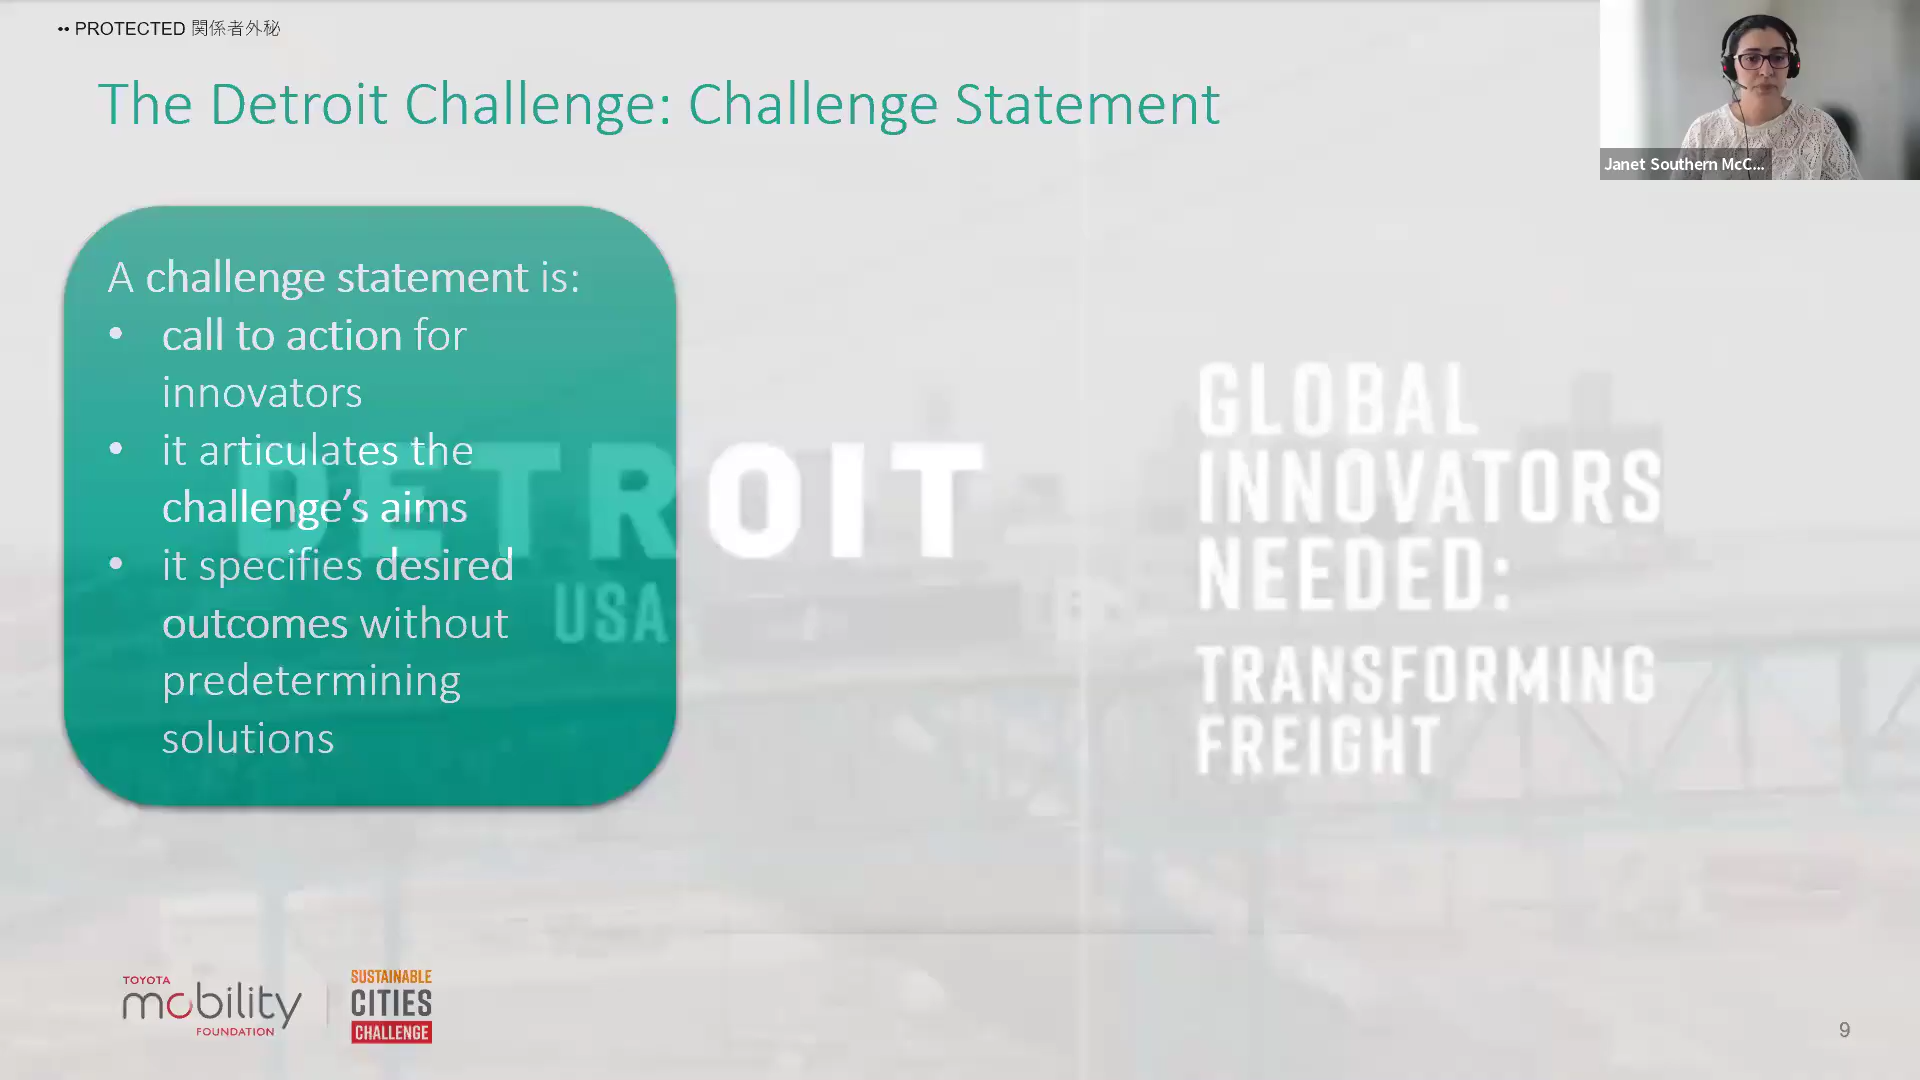 •• PROTECTED 関係者外秘
The Detroit Challenge: Challenge Statement
Janet Southern McC...
A challenge statement is:
• call to action for
innovators
• it articulates the
challenge's aims
• it specifies desired
outcomes without
predetermining
solutions
DETROIT
USA
GLOBAL
INNOVATORS
NEEDED:
TRANSFORMING
FREIGHT
TOYOTA
mobility
FOUNDATION
SUSTAINABLE
CITIES
CHALLENGE
9